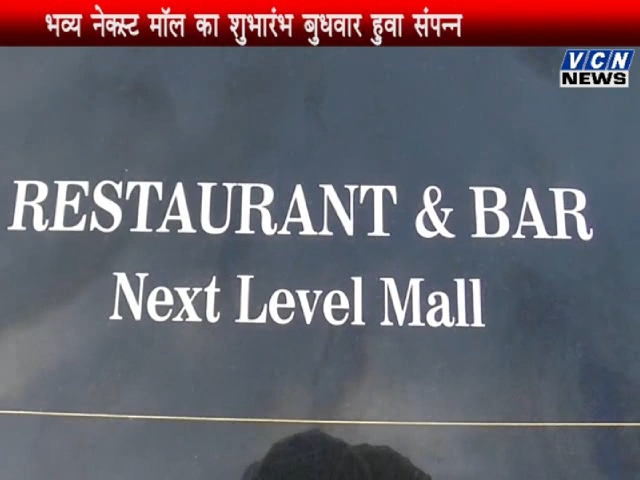 भव्य नेक्स्ट मॉल का शुभारंभ बुधवार हुवा संपन्न
VCN
NEWS
RESTAURANT & BAR
Next Level Mall